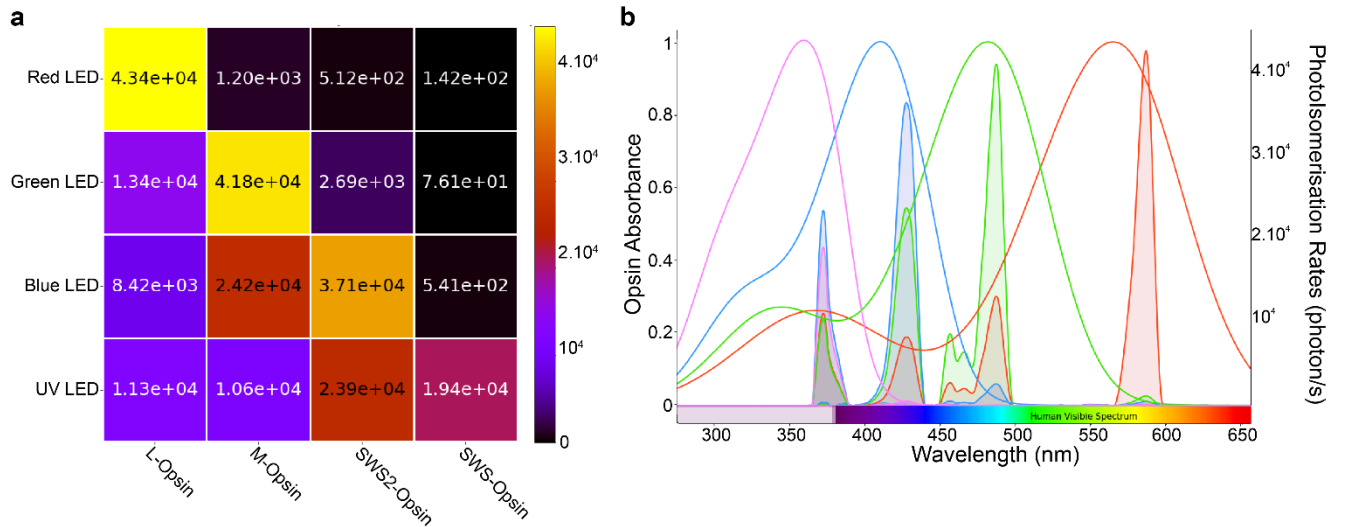 a
Red LED
4.34e+04 1.20e+03 5.12e+02 1.42e+02
Green LED
1.34e+04 4.18e+04 2.69e+03 7.61e+01
Blue LED
8.42e+03 2.42e+04 3.71e+04 5.41e+02
UV LED
1.13e+04 1.06e+04 2.39e+04 1.94e+04
L-Opsin
M-Opsin
SWS2-Opsin
SWS-Opsin
4.10⁴
3.10⁴
2.10⁴
10⁴
0
b
Opsin Absorbance
1
0.8
0.6
0.4
0.2
0
4.10⁴
3.10⁴
2.10⁴
10⁴
PhotoIsomerisation Rates (photon/s)
Human Visible Spectrum
300 350 400 450 500 550 600 650
Wavelength (nm)